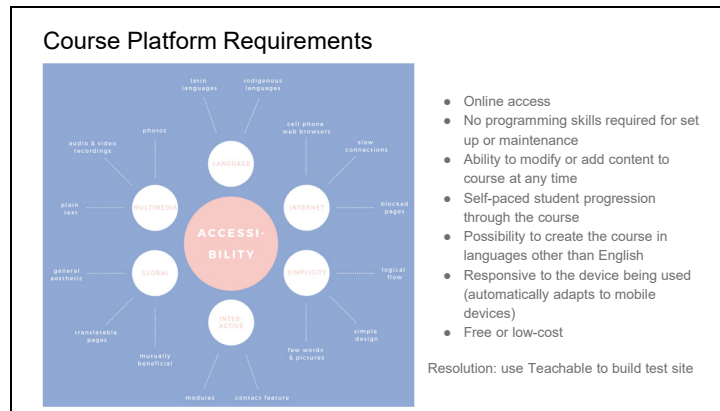 Course Platform Requirements
latin
languages
indigenous
languages
photos
cell phone
web browsers
audio & video
recordings
slow
connections
LANGUAGE
plain
text
MULTIMEDIA
INTERNET
blocked
pages
ACCESSI-
BILITY
general
aesthetic
GLOBAL
SIMPLICITY
logical
flow
INTER-
ACTIVE
translatable
pages
simple
design
mutually
beneficial
few words
& pictures
modules
contact feature
● Online access
● No programming skills required for set
up or maintenance
● Ability to modify or add content to
course at any time
● Self-paced student progression
through the course
● Possibility to create the course in
languages other than English
● Responsive to the device being used
(automatically adapts to mobile
devices)
● Free or low-cost
Resolution: use Teachable to build test site